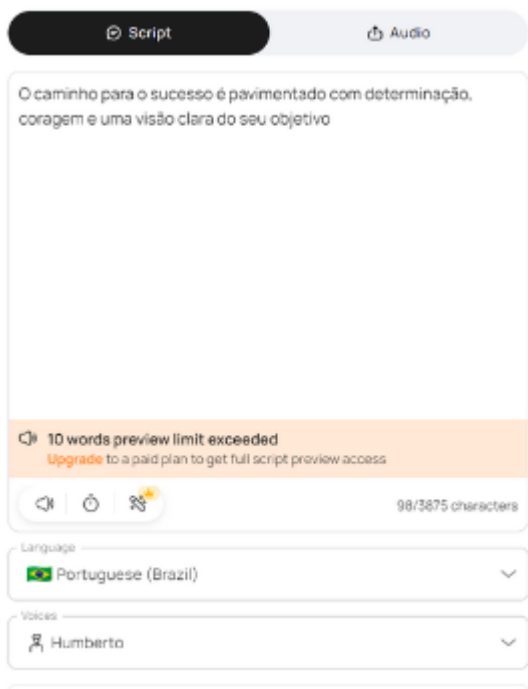 Script
Audio
O caminho para o sucesso é pavimentado com determinação,
coragem e uma visão clara do seu objetivo
10 words preview limit exceeded
Upgrade to a paid plan to get full script preview access
98/3875 characters
Language
Portuguese (Brazil)
Voices
Humberto